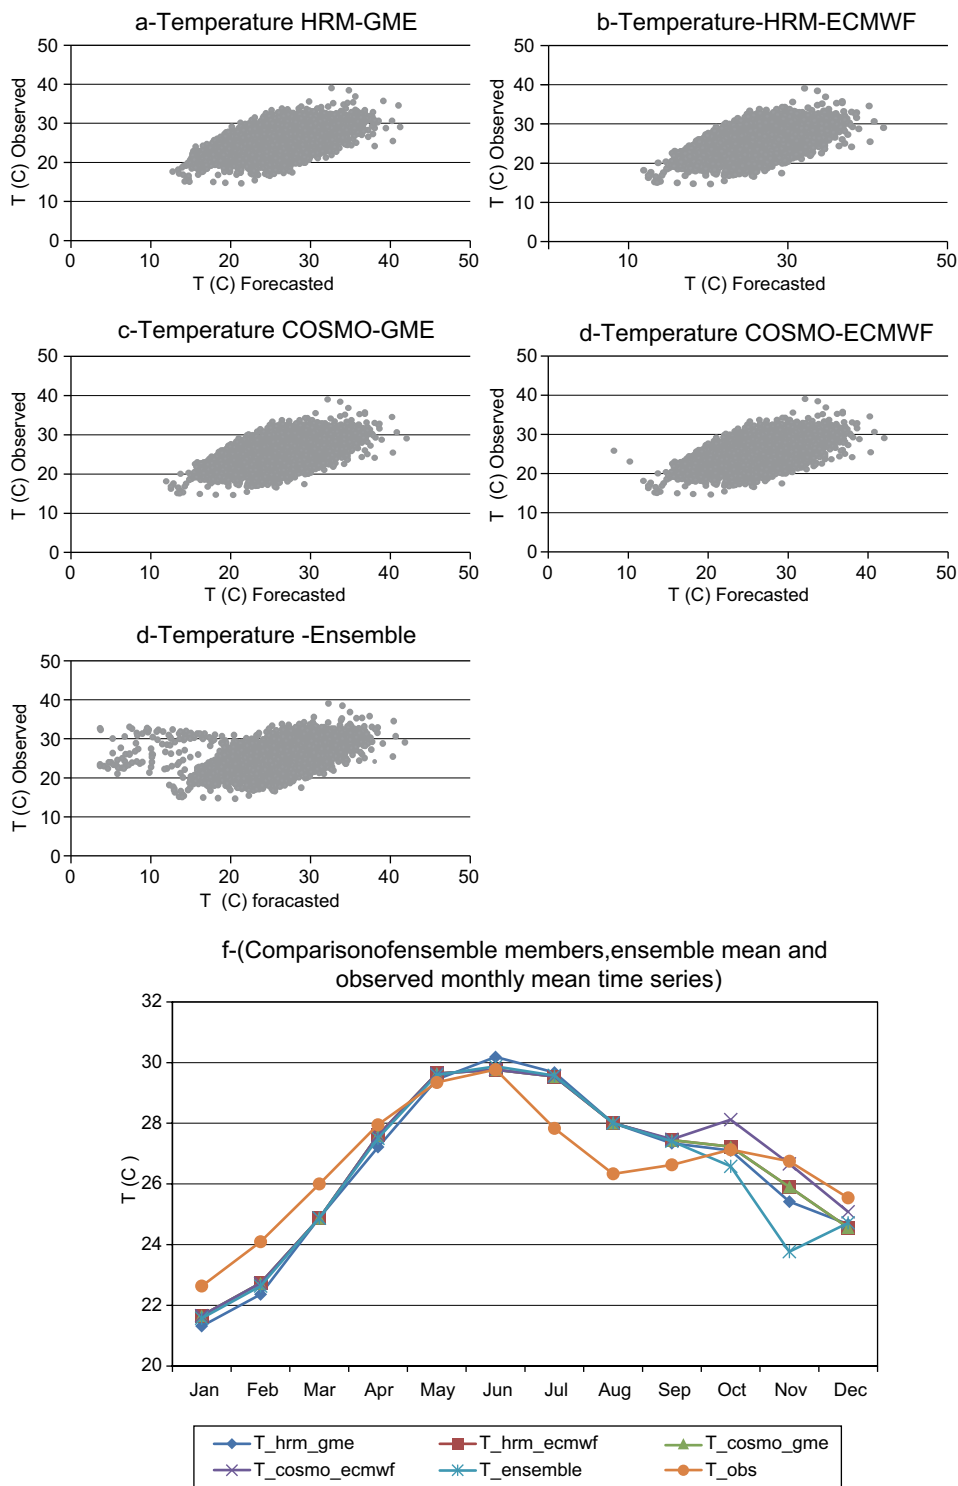 a-Temperature HRM-GME
50
40
30
20
10
0
T (C) Observed
0 10 20 30 40 50
T (C) Forecasted
b-Temperature-HRM-ECMWF
50
40
30
20
10
0
T (C) Observed
10 20 30 40 50
T (C) Forecasted
c-Temperature COSMO-GME
50
40
30
20
10
0
T (C) Observed
0 10 20 30 40 50
T (C) Forecasted
d-Temperature COSMO-ECMWF
50
40
30
20
10
0
T (C) Observed
0 10 20 30 40 50
T (C) Forecasted
d-Temperature -Ensemble
50
40
30
20
10
0
T (C) Observed
0 10 20 30 40 50
T (C) foracasted
f-(Comparisonofensemble members,ensemble mean and
observed monthly mean time series)
32
30
28
26
24
22
20
T (C )
Jan Feb Mar Apr May Jun Jul Aug Sep Oct Nov Dec
T_hrm_gme T_hrm_ecmwf T_cosmo_gme
T_cosmo_ecmwf T_ensemble T_obs